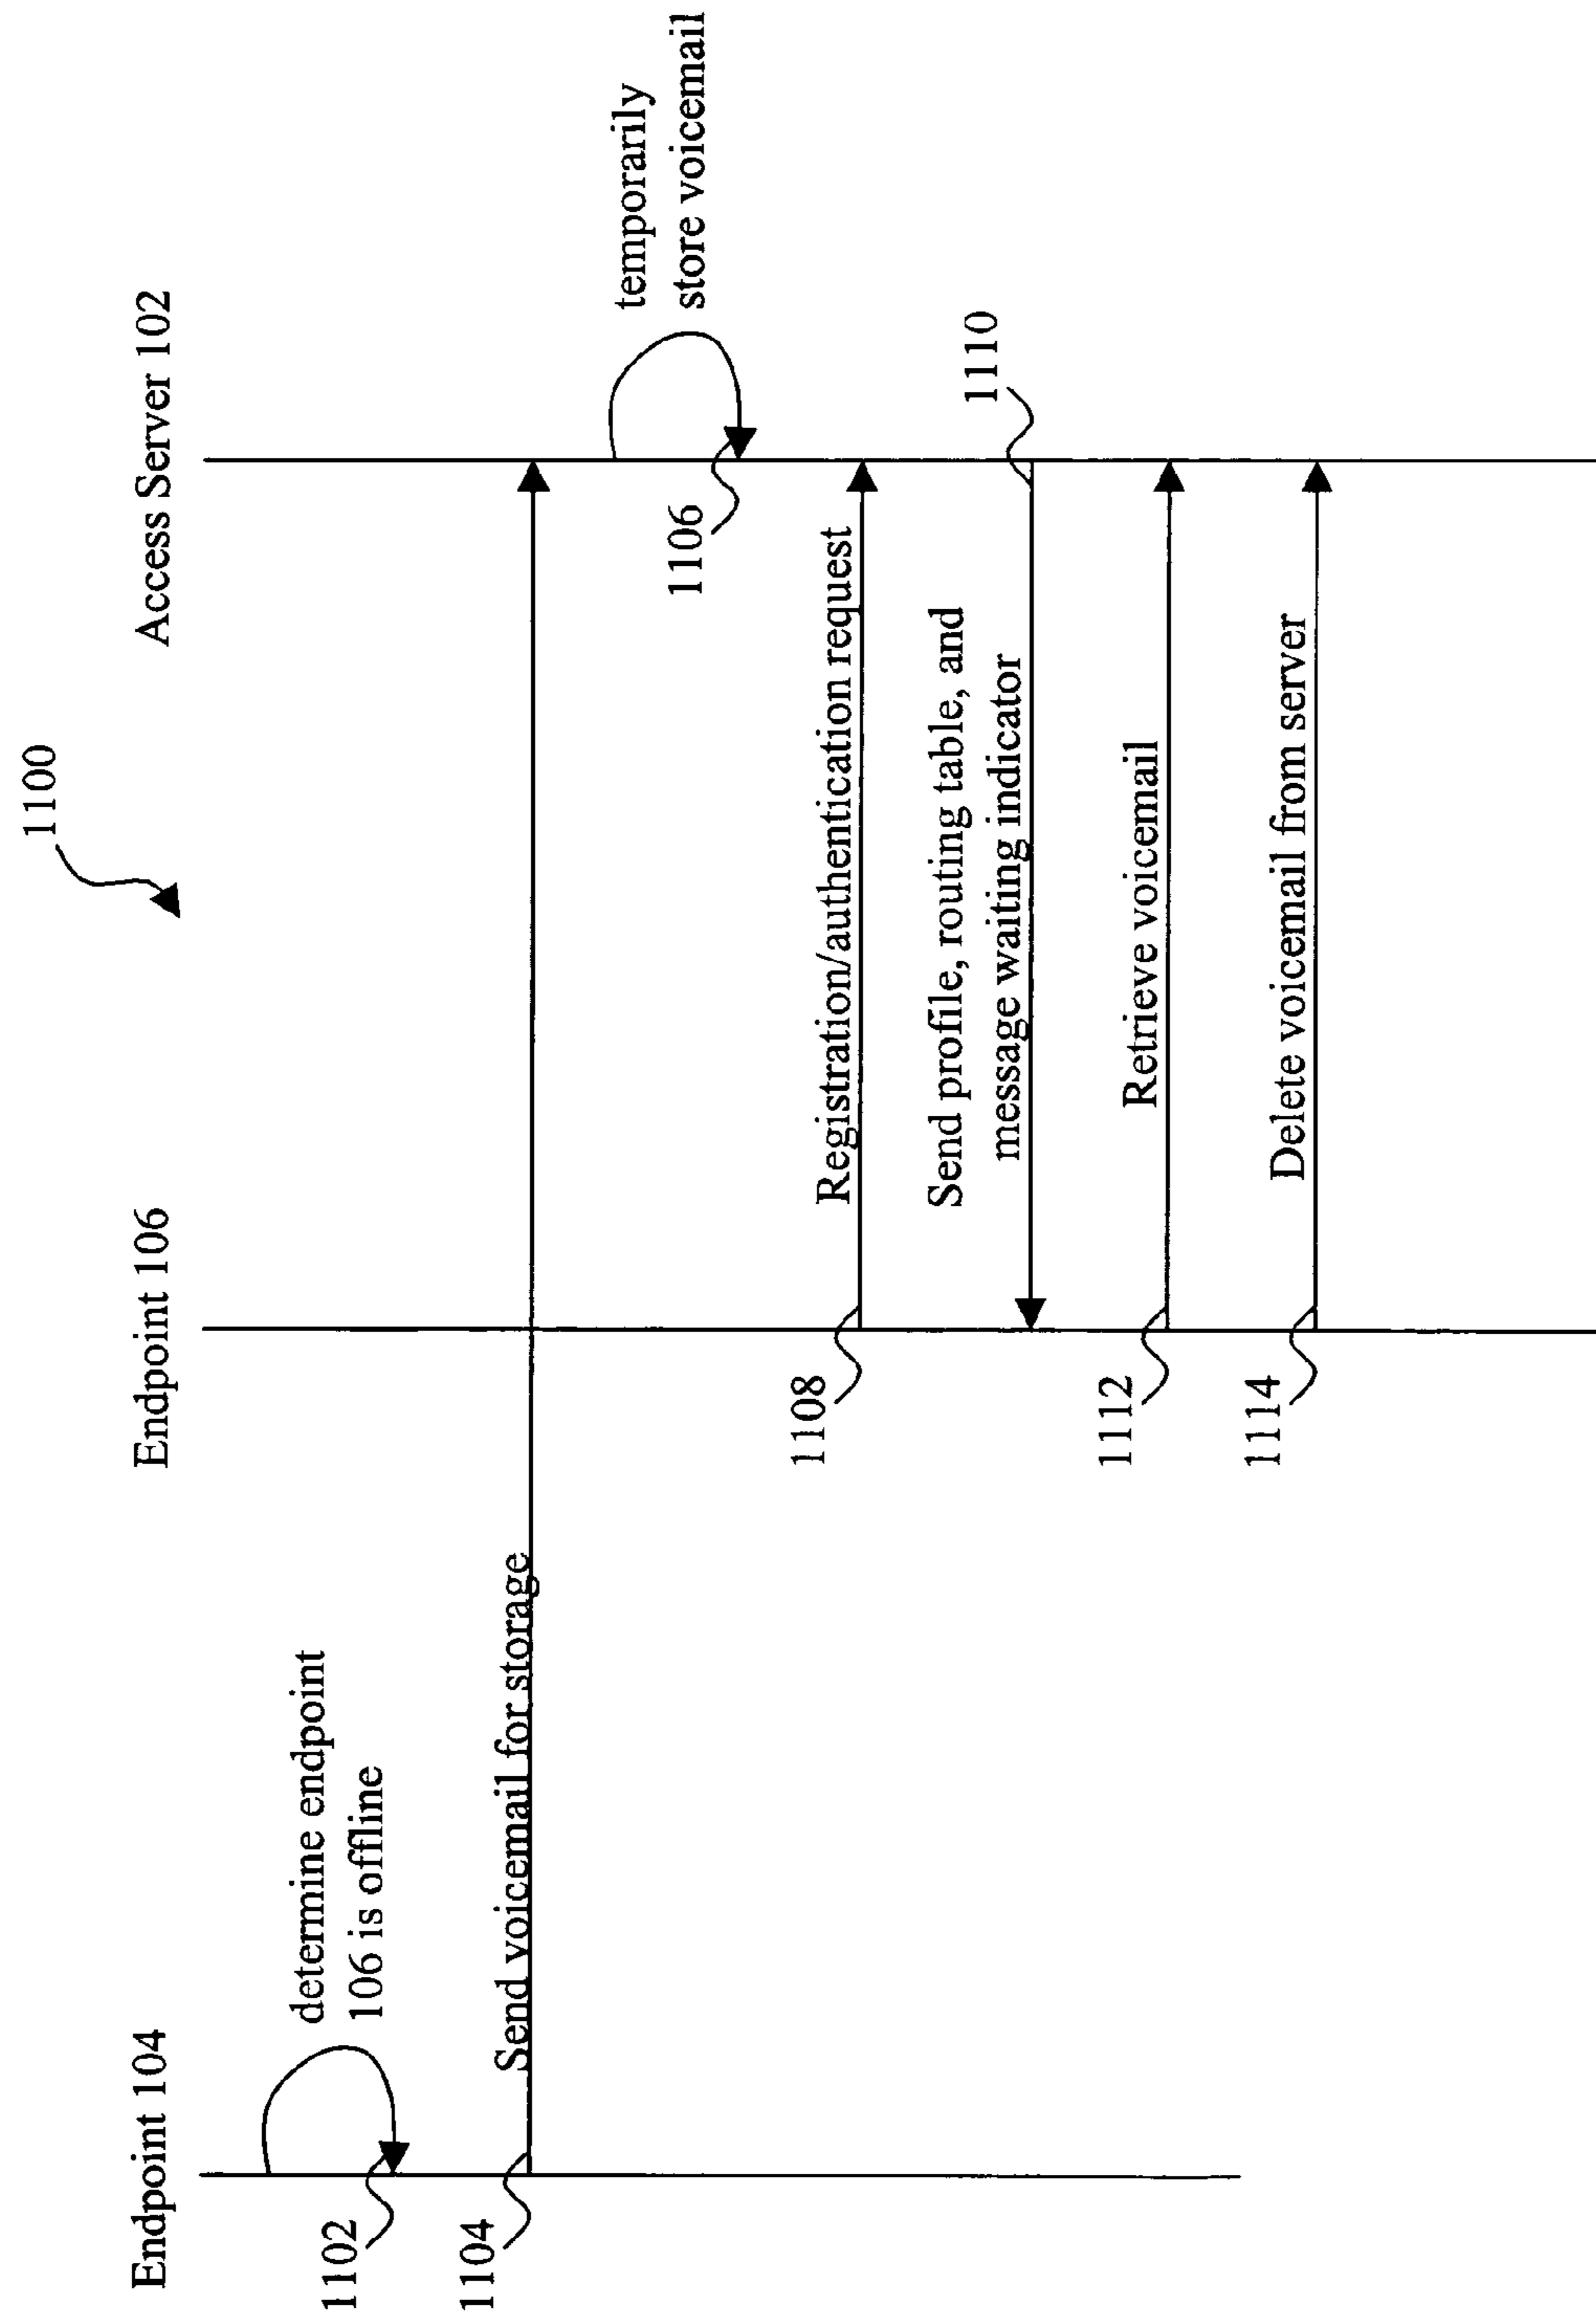 1100
Endpoint 104
Endpoint 106
Access Server 102
determine endpoint
106 is offline
1102
Send voicemail for storage
1104
temporarily
store voicemail
1106
Registration/authentication request
1108
Send profile, routing table, and
message waiting indicator
1110
Retrieve voicemail
1112
Delete voicemail from server
1114